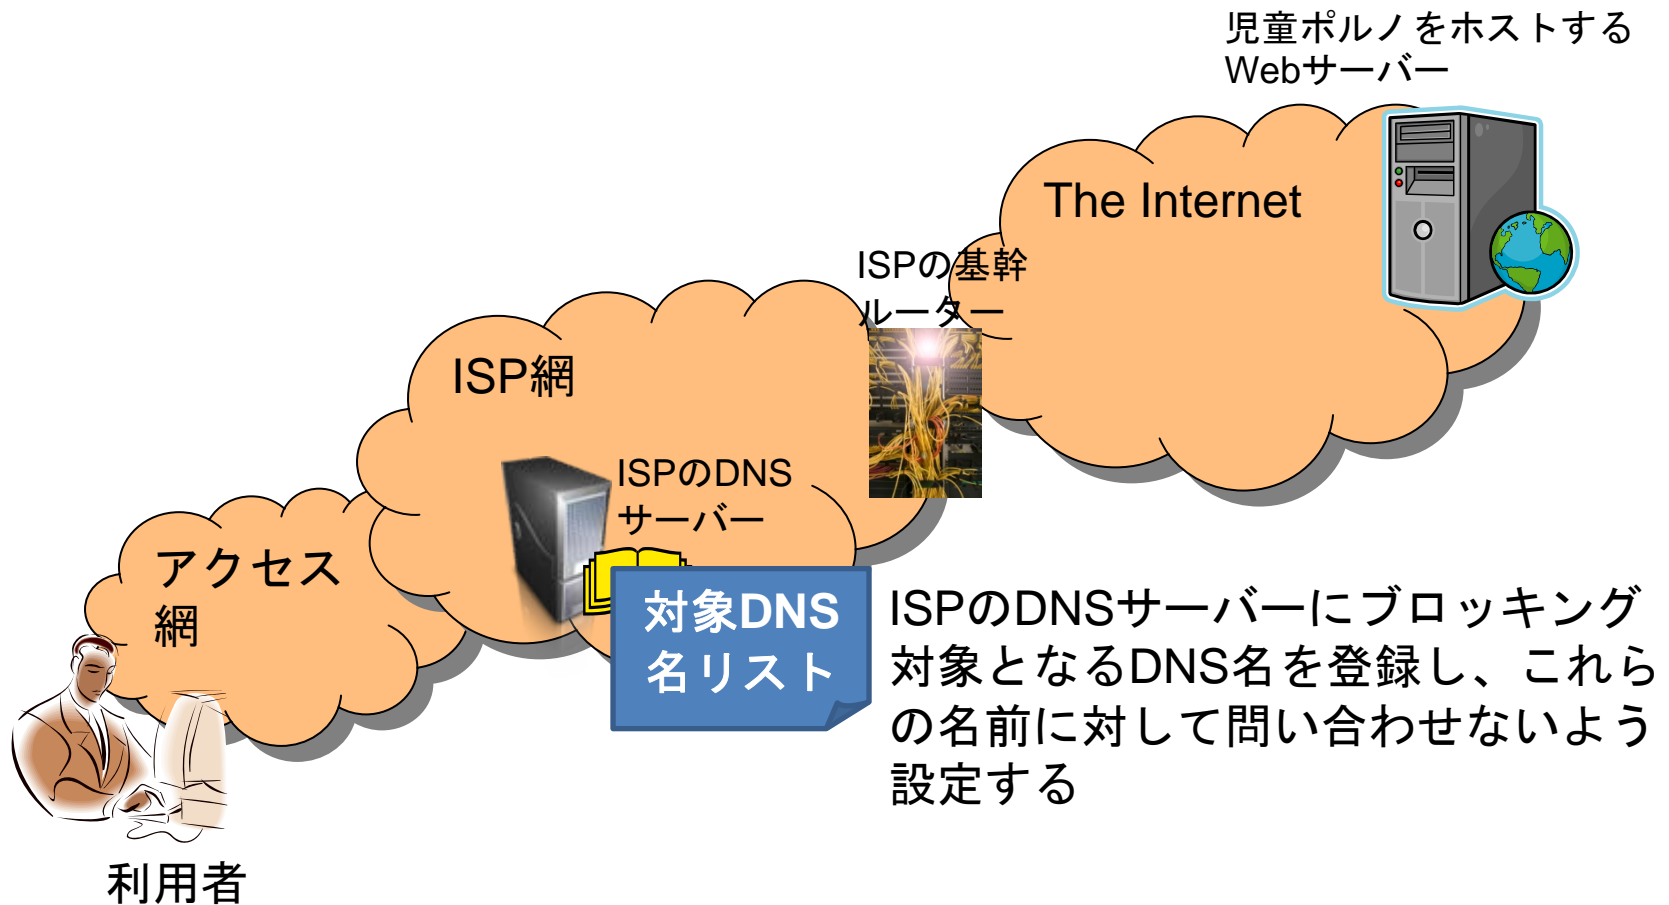 児童ポルノをホストする
Webサーバー
The Internet
ISPの基幹
ルーター
ISP網
ISPのDNS
サーバー
アクセス
網
対象DNS
名リスト
ISPのDNSサーバーにブロッキング
対象となるDNS名を登録し、これら
の名前に対して問い合わせないよう
設定する
利用者